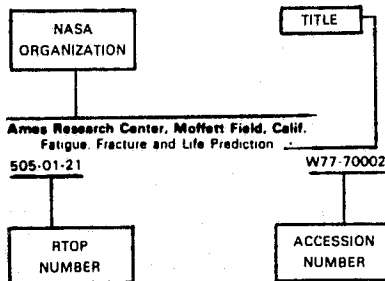 NASA
ORGANIZATION
TITLE
Ames Research Center, Moffett Field, Calif.
Fatigue, Fracture and Life Prediction
505-01-21
W77-70002
RTOP
NUMBER
ACCESSION
NUMBER